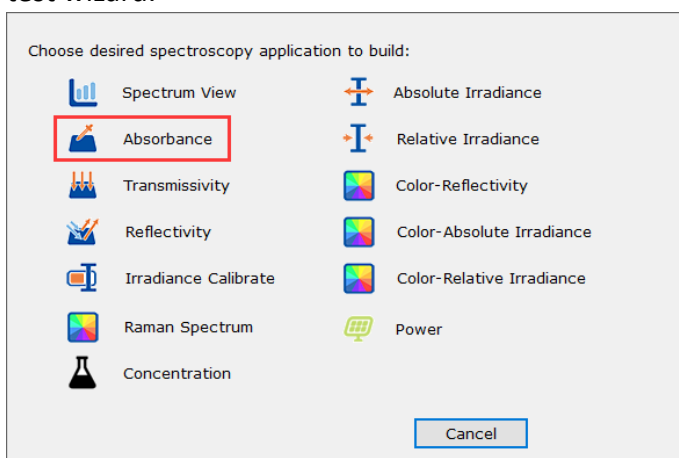 Choose desired spectroscopy application to build:
Spectrum View
Absolute Irradiance
Absorbance
Relative Irradiance
Transmissivity
Color-Reflectivity
Reflectivity
Color-Absolute Irradiance
Irradiance Calibrate
Color-Relative Irradiance
Raman Spectrum
Power
Concentration
Cancel